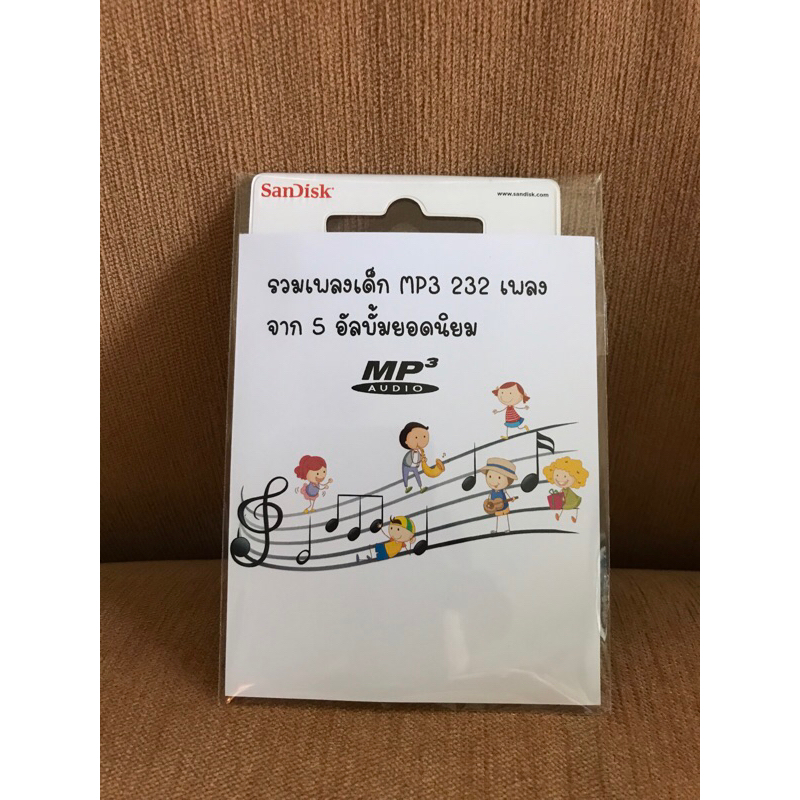 SanDisk
www.sandisk.com
รวมเพลงเด็ก MP3 232 เพลง
จาก 5 อัลบั้มยอดนิยม
MP3
AUDIO